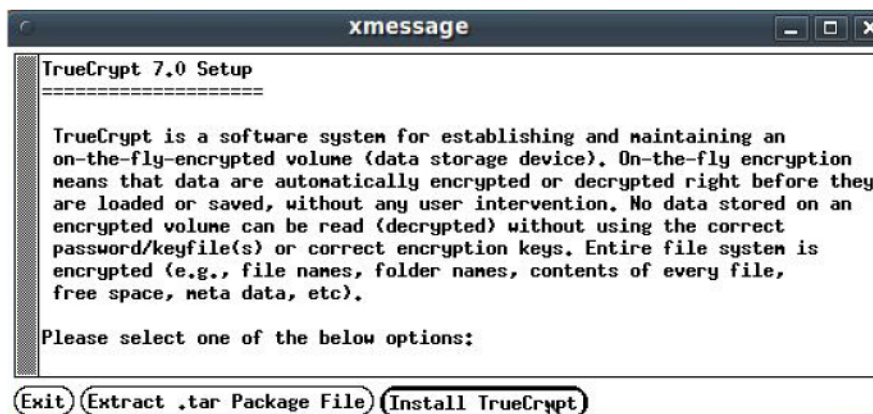 xmessage
TrueCrypt 7.0 Setup
====================
TrueCrypt is a software system for establishing and maintaining an
on-the-fly-encrypted volume (data storage device). On-the-fly encryption
means that data are automatically encrypted or decrypted right before they
are loaded or saved, without any user intervention. No data stored on an
encrypted volume can be read (decrypted) without using the correct
password/keyfile(s) or correct encryption keys. Entire file system is
encrypted (e.g., file names, folder names, contents of every file,
free space, meta data, etc).
Please select one of the below options:
Exit Extract .tar Package File Install TrueCrypt